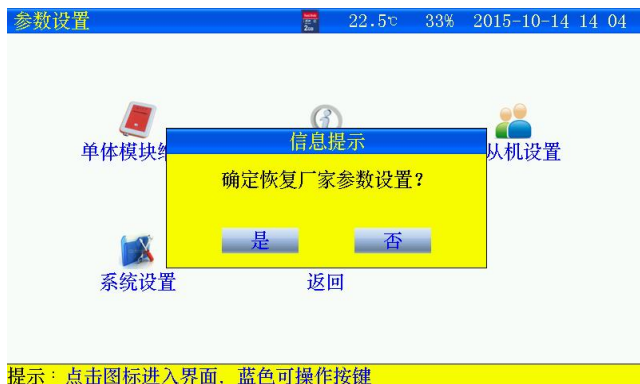 参数设置
22.5℃ 33% 2015-10-14 14 04
单体模块
从机设置
信息提示
确定恢复厂家参数设置?
是 否
系统设置
返回
提示:点击图标进入界面. 蓝色可操作按键